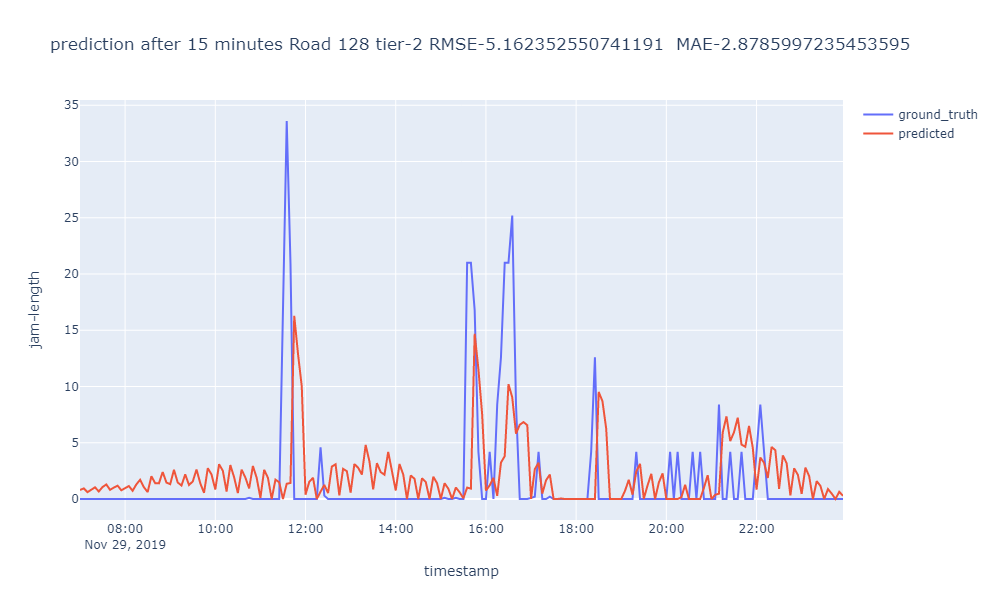 prediction after 15 minutes Road 128 tier-2 RMSE-5.162352550741191  MAE-2.8785997235453595
ground_truth
predicted
35
30
25
20
15
10
5
0
jam-length
08:00 10:00 12:00 14:00 16:00 18:00 20:00 22:00
Nov 29, 2019
timestamp